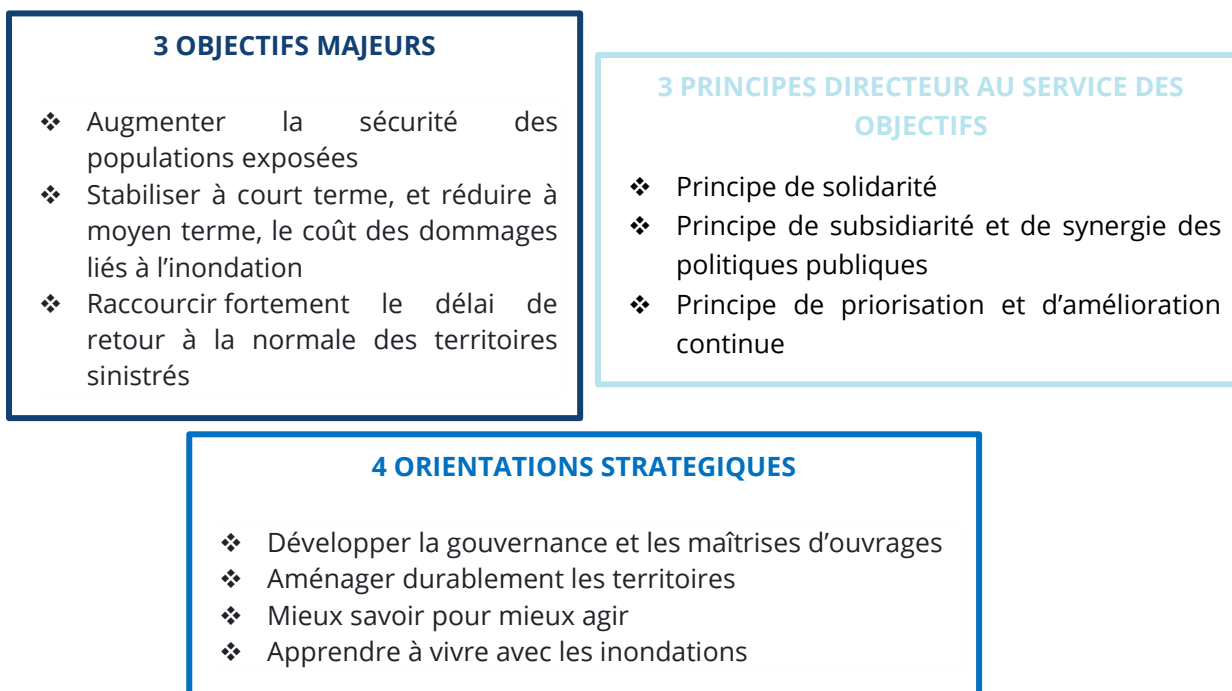 3 OBJECTIFS MAJEURS
❖ Augmenter la sécurité des
populations exposées
❖ Stabiliser à court terme, et réduire à
moyen terme, le coût des dommages
liés à l’inondation
❖ Raccourcir fortement le délai de
retour à la normale des territoires
sinistrés
3 PRINCIPES DIRECTEUR AU SERVICE DES
OBJECTIFS
❖ Principe de solidarité
❖ Principe de subsidiarité et de synergie des
politiques publiques
❖ Principe de priorisation et d’amélioration
continue
4 ORIENTATIONS STRATEGIQUES
❖ Développer la gouvernance et les maîtrises d’ouvrages
❖ Aménager durablement les territoires
❖ Mieux savoir pour mieux agir
❖ Apprendre à vivre avec les inondations